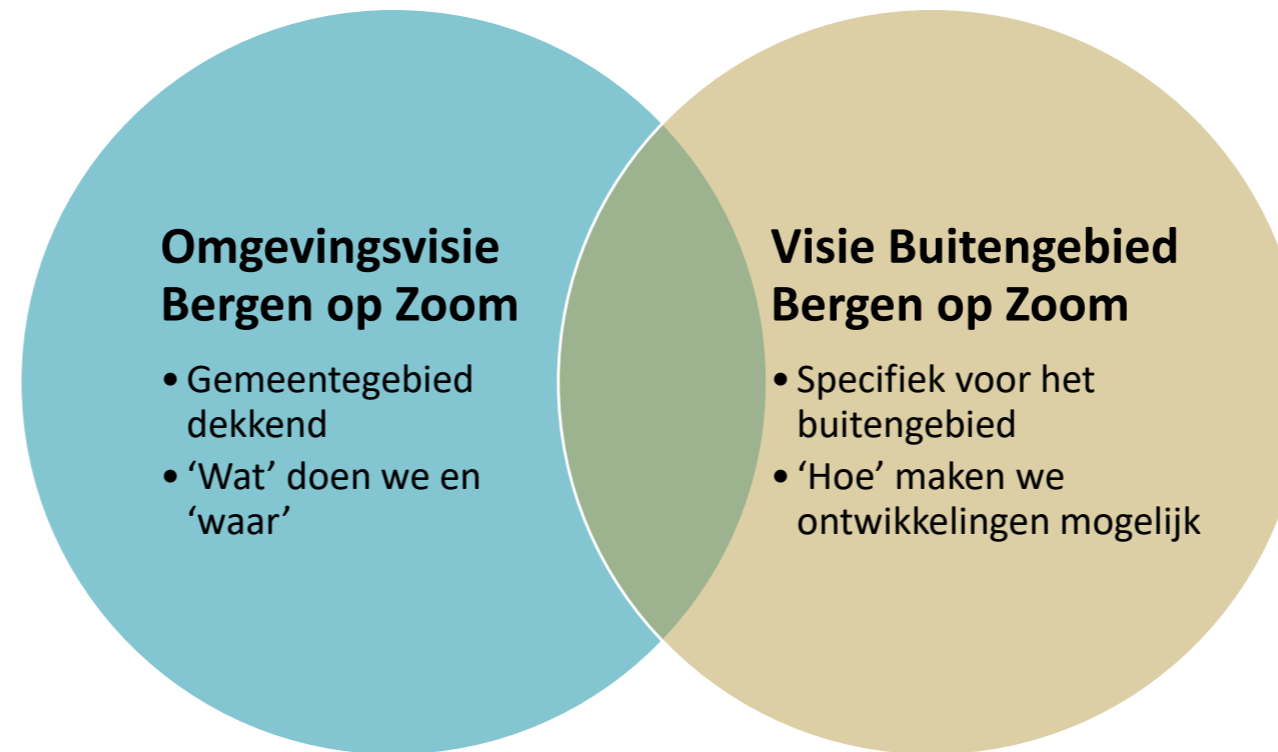 Omgevingsvisie
Bergen op Zoom
• Gemeentegebied
dekkend
• ‘Wat’ doen we en
‘waar’
Visie Buitengebied
Bergen op Zoom
• Specifiek voor het
buitengebied
• ‘Hoe’ maken we
ontwikkelingen mogelijk